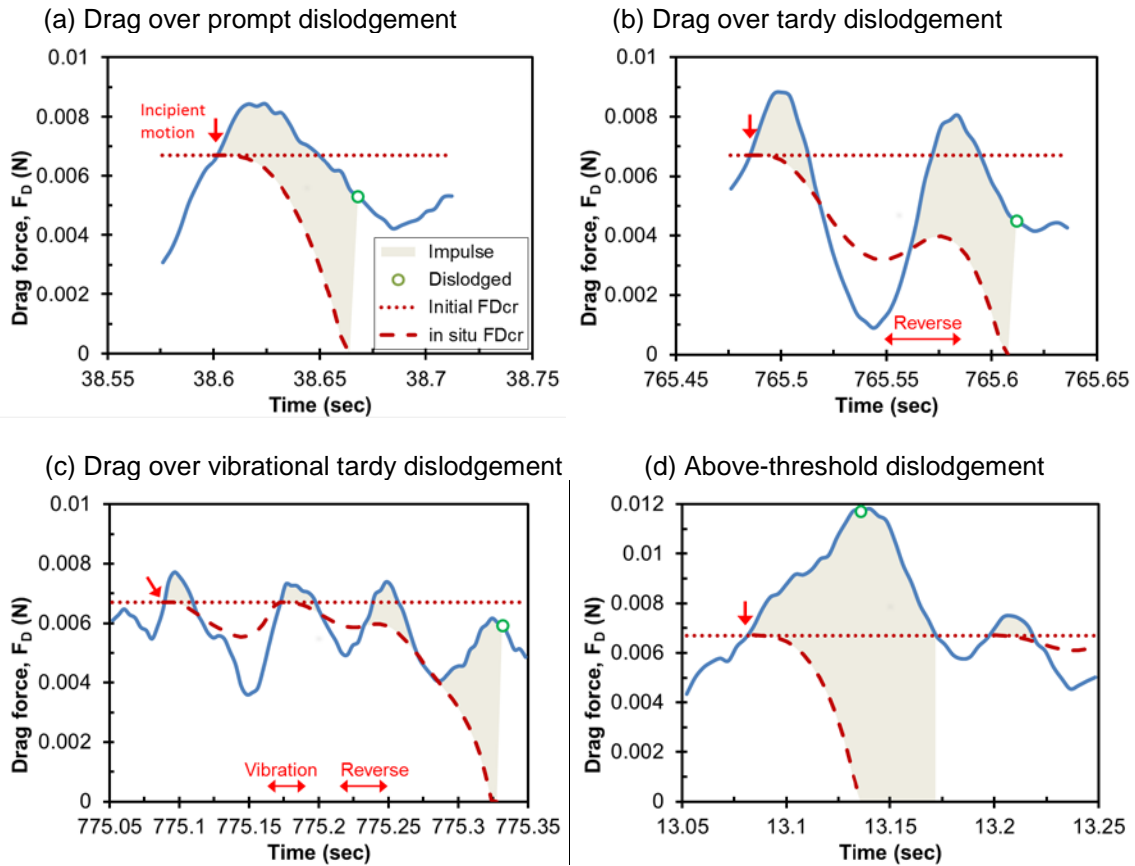 (a) Drag over prompt dislodgement
0.01
0.008
0.006
0.004
0.002
0
Drag force, F_D (N)
Incipient
motion
Impulse
Dislodged
Initial FDcr
in situ FDcr
38.55 38.6 38.65 38.7 38.75
Time (sec)
(b) Drag over tardy dislodgement
0.01
0.008
0.006
0.004
0.002
0
Drag force, F_D (N)
Reverse
765.45 765.5 765.55 765.6 765.65
Time (sec)
(c) Drag over vibrational tardy dislodgement
0.01
0.008
0.006
0.004
0.002
0
Drag force, F_D (N)
Vibration Reverse
775.05 775.1 775.15 775.2 775.25 775.3 775.35
Time (sec)
(d) Above-threshold dislodgement
0.012
0.01
0.008
0.006
0.004
0.002
0
Drag force, F_D (N)
13.05 13.1 13.15 13.2 13.25
Time (sec)